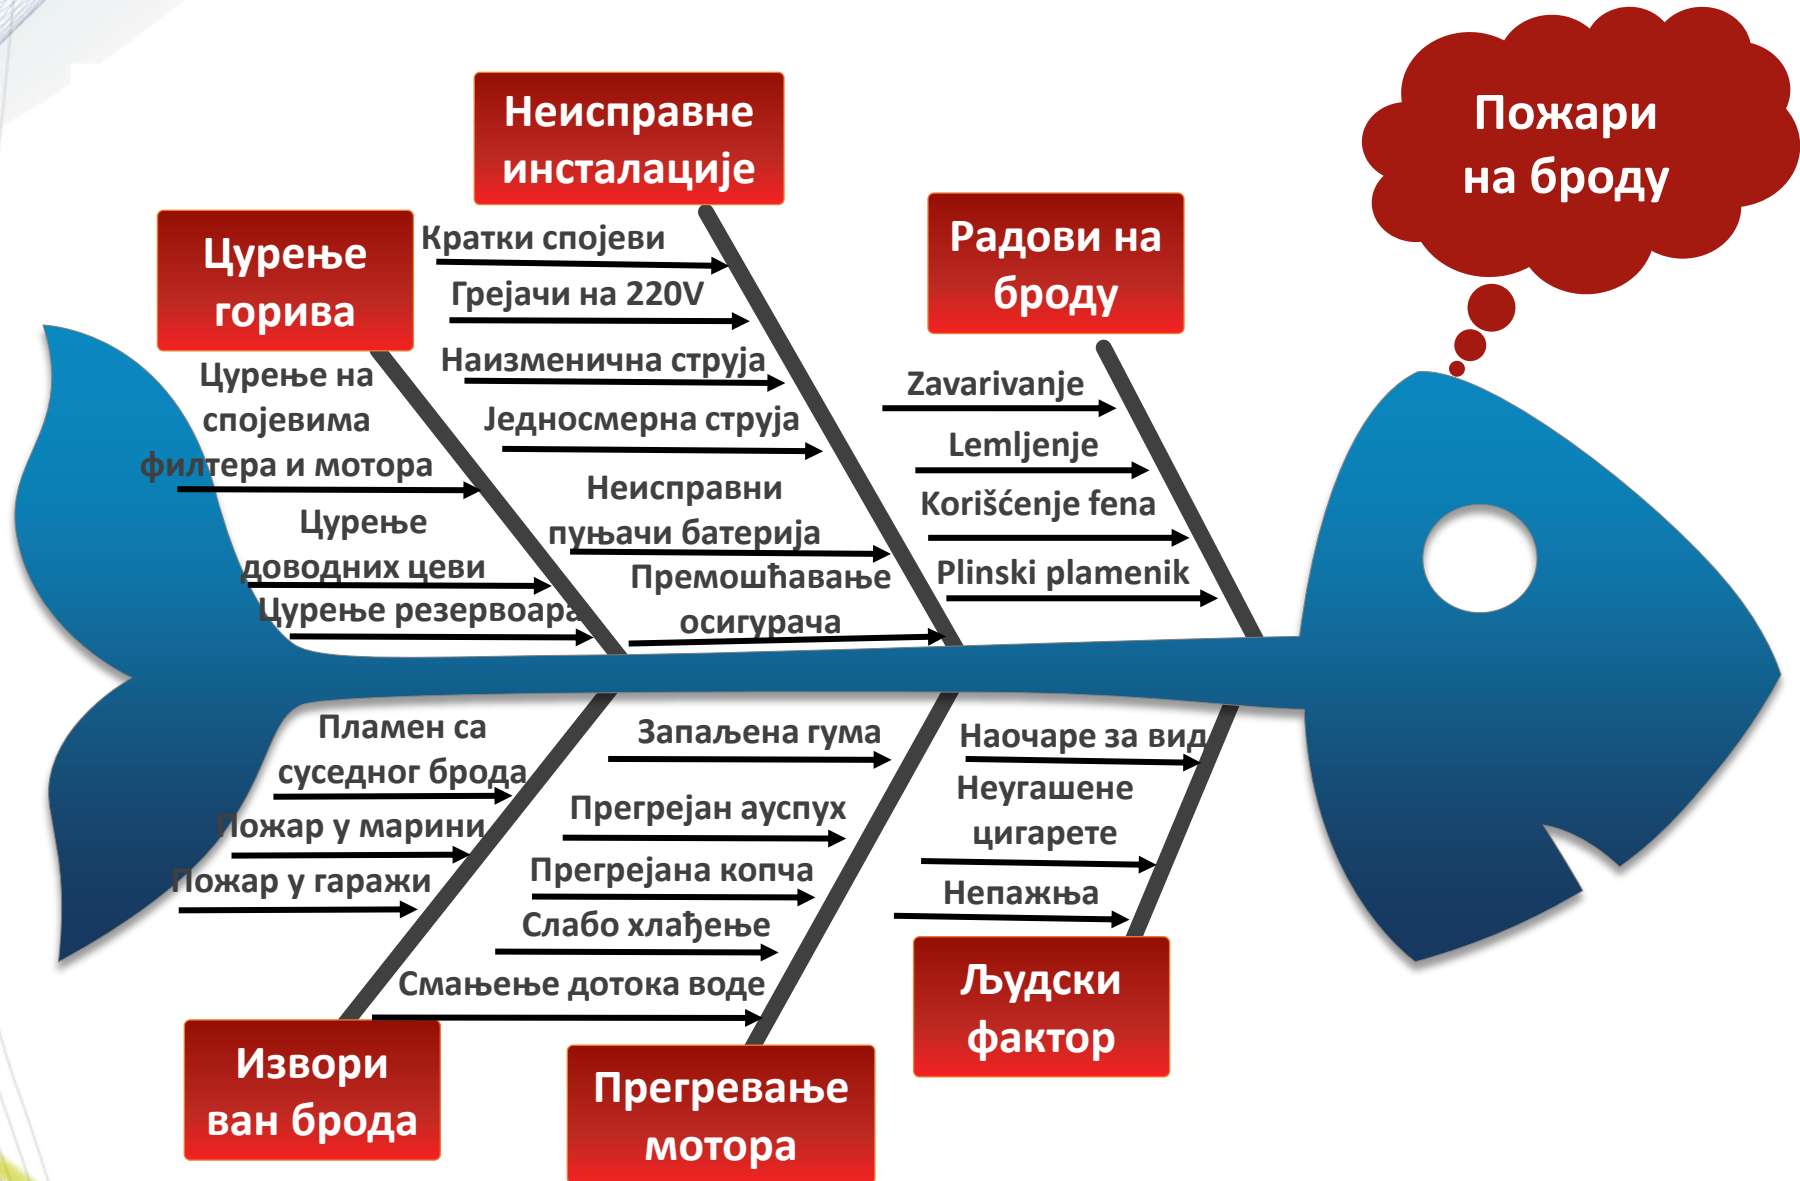 Пожари
на броду
Неисправне
инсталације
Кратки спојеви
Грејачи на 220V
Наизменична струја
Једносмерна струја
Неисправни
пуњачи батерија
Премошћавање
осигурача
Цурење
горива
Цурење на
спојевима
филтера и мотора
Цурење
доводних цеви
Цурење резервоара
Радови на
броду
Zavarivanje
Lemljenje
Korišćenje fena
Plinski plamenik
Пламен са
суседног брода
Пожар у марини
Пожар у гаражи
Извори
ван брода
Запаљена гума
Прегрејан ауспух
Прегрејана копча
Слабо хлађење
Смањење дотока воде
Прегревање
мотора
Наочаре за вид
Неугашене
цигарете
Непажња
Људски
фактор